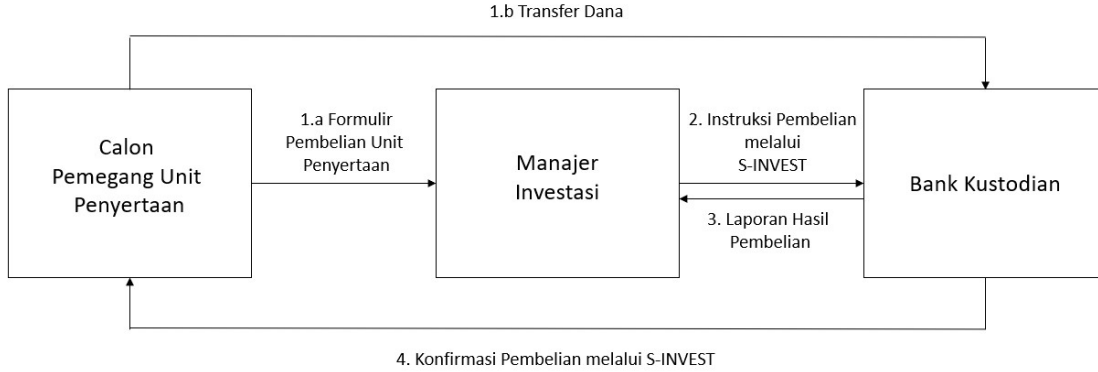 1.b Transfer Dana
Calon
Pemegang Unit
Penyertaan
1.a Formulir
Pembelian Unit
Penyertaan
Manajer
Investasi
2. Instruksi Pembelian
melalui
S-INVEST
3. Laporan Hasil
Pembelian
Bank Kustodian
4. Konfirmasi Pembelian melalui S-INVEST